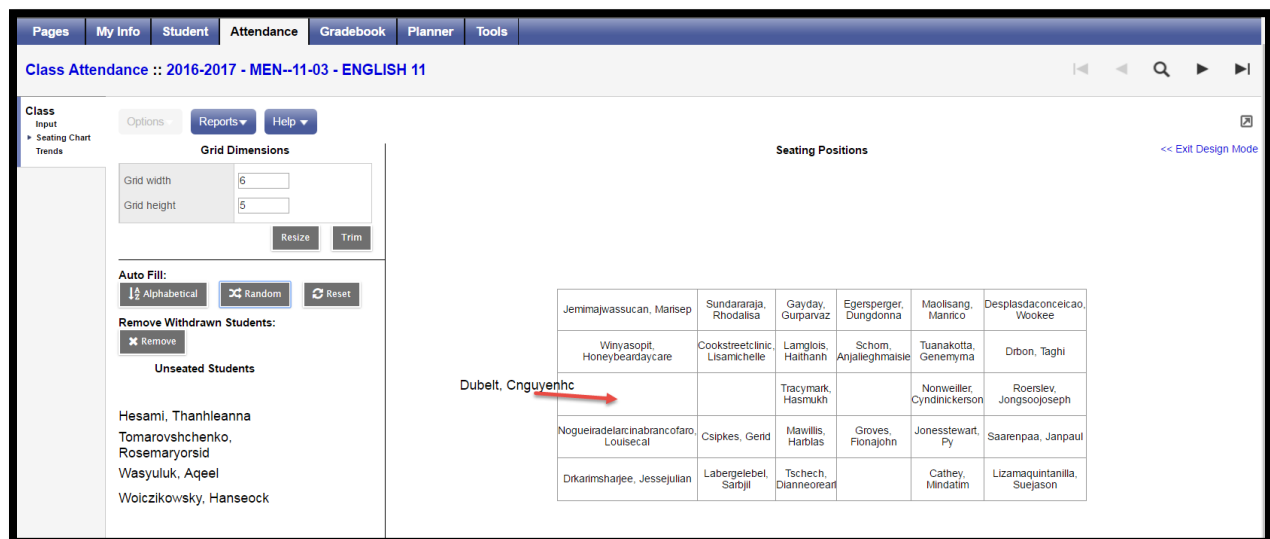 Pages My Info Student Attendance Gradebook Planner Tools
Class Attendance :: 2016-2017 - MEN--11-03 - ENGLISH 11
Class
Input
Seating Chart
Trends
Options Reports Help
Grid Dimensions
Grid width 6
Grid height 5
Resize Trim
Auto Fill:
Alphabetical Random Reset
Remove Withdrawn Students:
Remove
Unseated Students
Hesami, Thanhleanna
Tomarovshchenko,
Rosemaryorsid
Wasyuluk, Aqeel
Woiczikowsky, Hanseock
Seating Positions
<< Exit Design Mode
Jemimajwassucan, Marisep
Sundararaja,
Rhodalisa
Gayday,
Gurparvaz
Egersperger,
Dungdonna
Maolisang,
Manrico
Desplasdaconceicao,
Wookee
Winyasopit,
Honeybeardaycare
Cookstreetclinic,
Lisamichelle
Lamglois,
Haithanh
Schorn,
Anjalieghmaisie
Tuanakotta,
Genemyma
Drbon, Taghi
Dubelt, Cnguyenhc
Tracymark,
Hasmukh
Nonweiller,
Cyndinickerson
Roerslev,
Jongsoojoseph
Nogueiradelarcinabrancofaro,
Louisecal
Csipkes, Gerid
Mawillis,
Harblas
Groves,
Fionajohn
Jonesstewart,
Py
Saarenpaa, Janpaul
Drkarimsharjee, Jessejulian
Labergelebel,
Sarbjil
Tschech,
Dianneorearl
Cathey,
Mindatim
Lizamaquintanilla,
Suejason